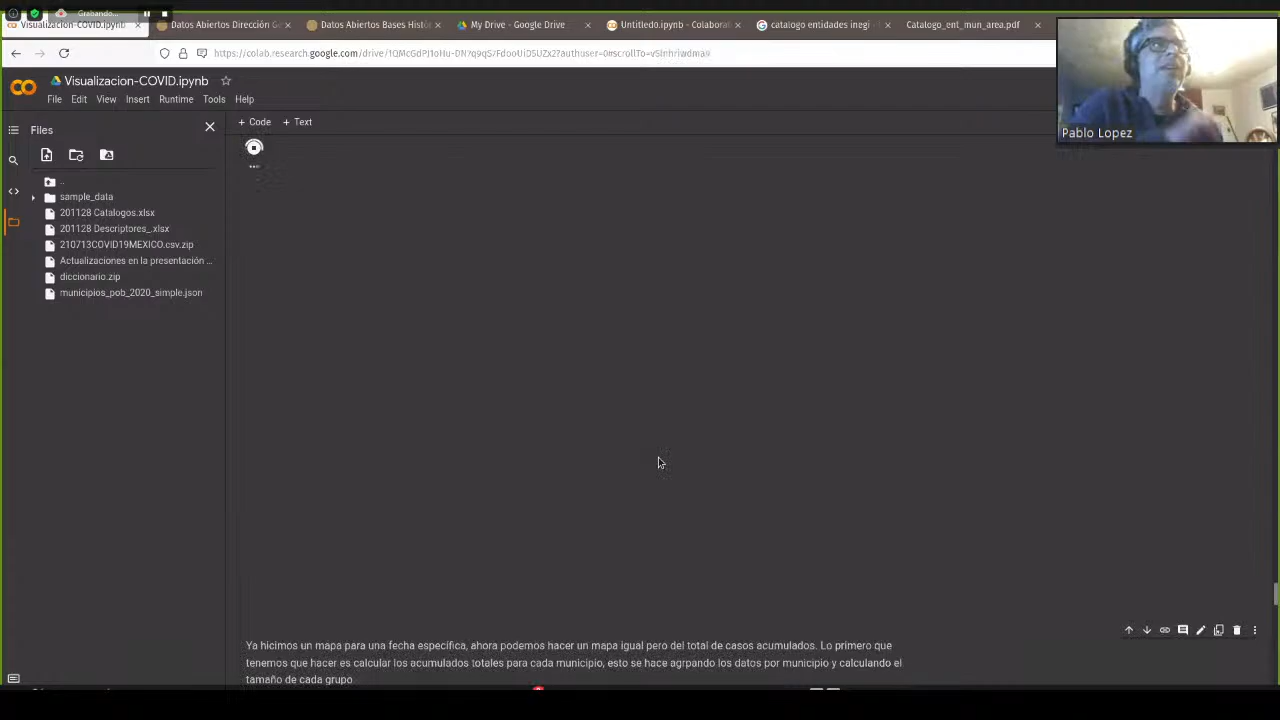 Grabando...
Visualizacion-COVID.ipynb
Datos Abiertos Dirección G
Datos Abiertos Bases Histó
My Drive - Google Drive
Untitled0.ipynb - Colabora
catalogo entidades inegi
Catalogo_ent_mun_area.pdf
Visualizacion-COVID.ipynb
File Edit View Insert Runtime Tools Help
Files
+ Code + Text
..
sample_data
201128 Catalogos.xlsx
201128 Descriptores_.xlsx
210713COVID19MEXICO.csv.zip
Actualizaciones en la presentación ...
diccionario.zip
municipios_pob_2020_simple.json
Pablo Lopez
Ya hicimos un mapa para una fecha específica, ahora podemos hacer un mapa igual pero del total de casos acumulados. Lo primero que
tenemos que hacer es calcular los acumulados totales para cada municipio, esto se hace agrpando los datos por municipio y calculando el
tamaño de cada grupo